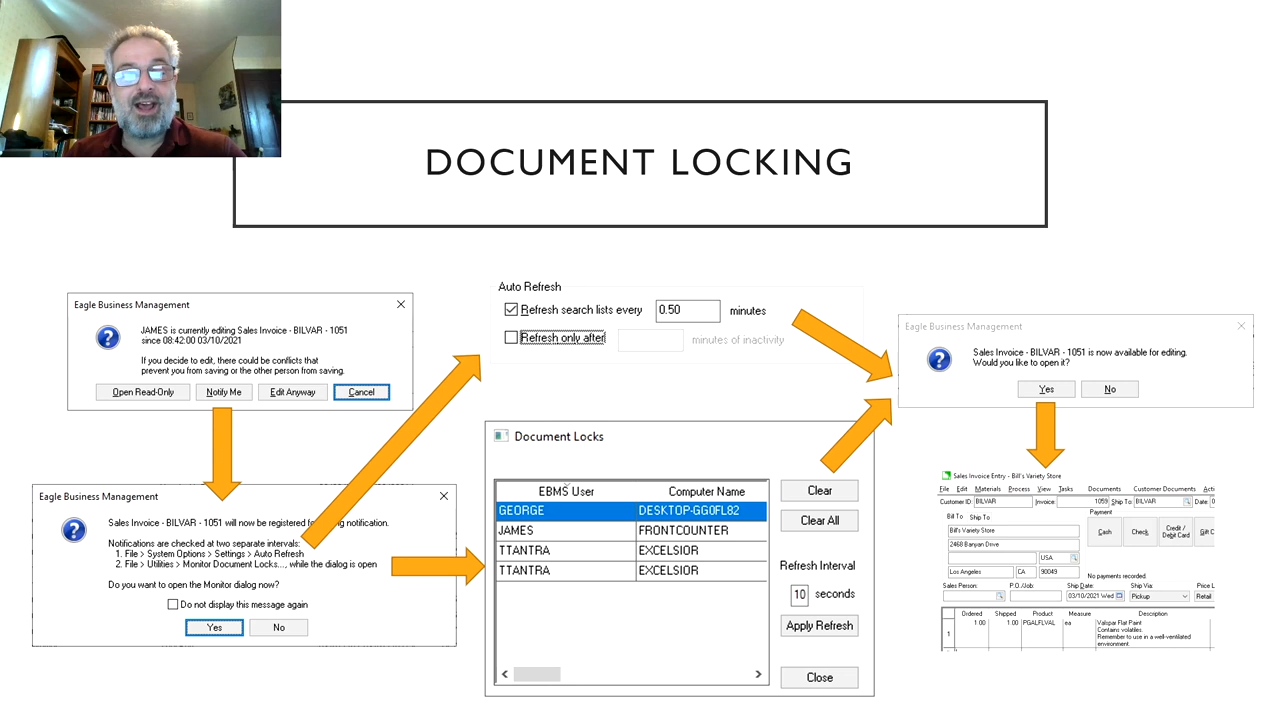 DOCUMENT LOCKING
Eagle Business Management
JAMES is currently editing Sales Invoice - BILVAR - 1051
since 08:42:00 03/10/2021
If you decide to edit, there could be conflicts that
prevent you from saving or the other person from saving.
Open Read-Only Notify Me Edit Anyway Cancel
Eagle Business Management
Sales Invoice - BILVAR - 1051 will now be registered notification.
Notifications are checked at two separate intervals:
1. File > System Options > Settings > Auto Refresh
2. File > Utilities > Monitor Document Locks..., while the dialog is open
Do you want to open the Monitor dialog now?
Do not display this message again
Yes No
Auto Refresh
Refresh search lists every 0.50 minutes
Refresh only after minutes of inactivity
Document Locks
EBMS User Computer Name
GEORGE DESKTOP-GG0FL82
JAMES FRONTCOUNTER
TTANTRA EXCELSIOR
TTANTRA EXCELSIOR
Clear
Clear All
Refresh Interval
10 seconds
Apply Refresh
Close
Eagle Business Management
Sales Invoice - BILVAR - 1051 is now available for editing.
Would you like to open it?
Yes No
Sales Invoice Entry - Bill's Variety Store
File Edit Materials Process View Tasks Documents Customer Documents
Customer ID: BILVAR Invoice: 1059 Ship To: BILVAR Date:
Bill To Ship To Payment
Bill's Variety Store
2468 Banyan Drive
USA
Los Angeles CA 90049
Cash Check Credit / Debit Card
No payments recorded.
Sales Person: P.O./Job: Ship Date: Ship Via: Price L
03/10/2021 Wed Pickup Retail
Ordered Shipped Product Measure Description
1 1.00 1.00 PGALFLVAL ea Valspar Flat Paint
Contains volatiles.
Remember to use in a well-ventilated
environment.